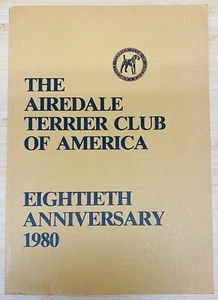 THE
AIREDALE
TERRIER CLUB
OF AMERICA
EIGHTIETH
ANNIVERSARY
1980